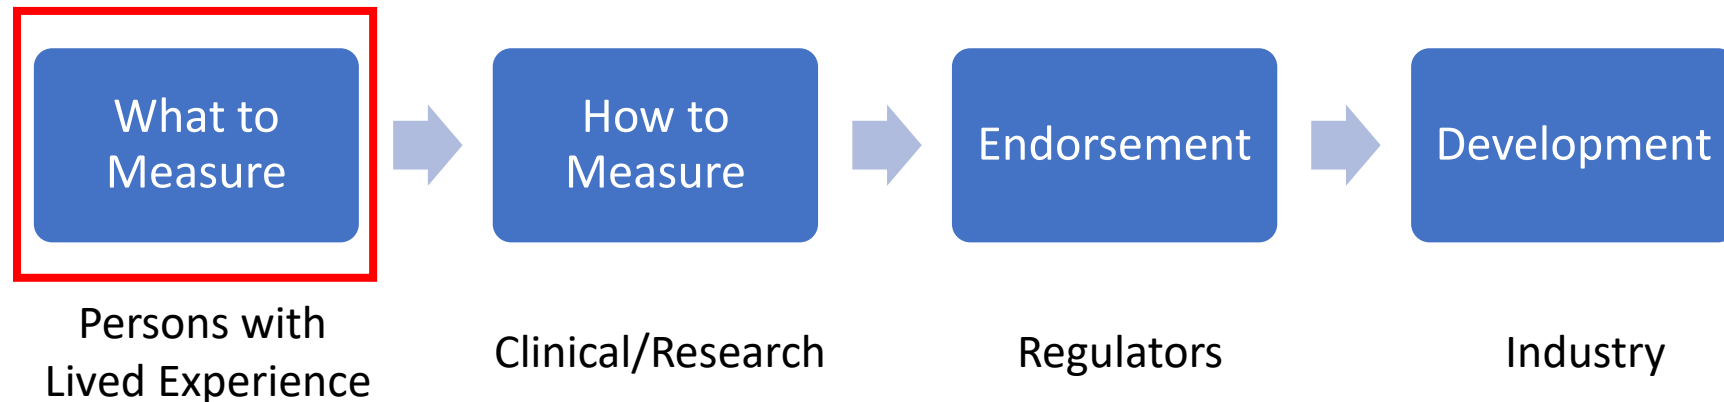 What to
Measure
How to
Measure
Endorsement
Development
Persons with
Lived Experience
Clinical/Research
Regulators
Industry